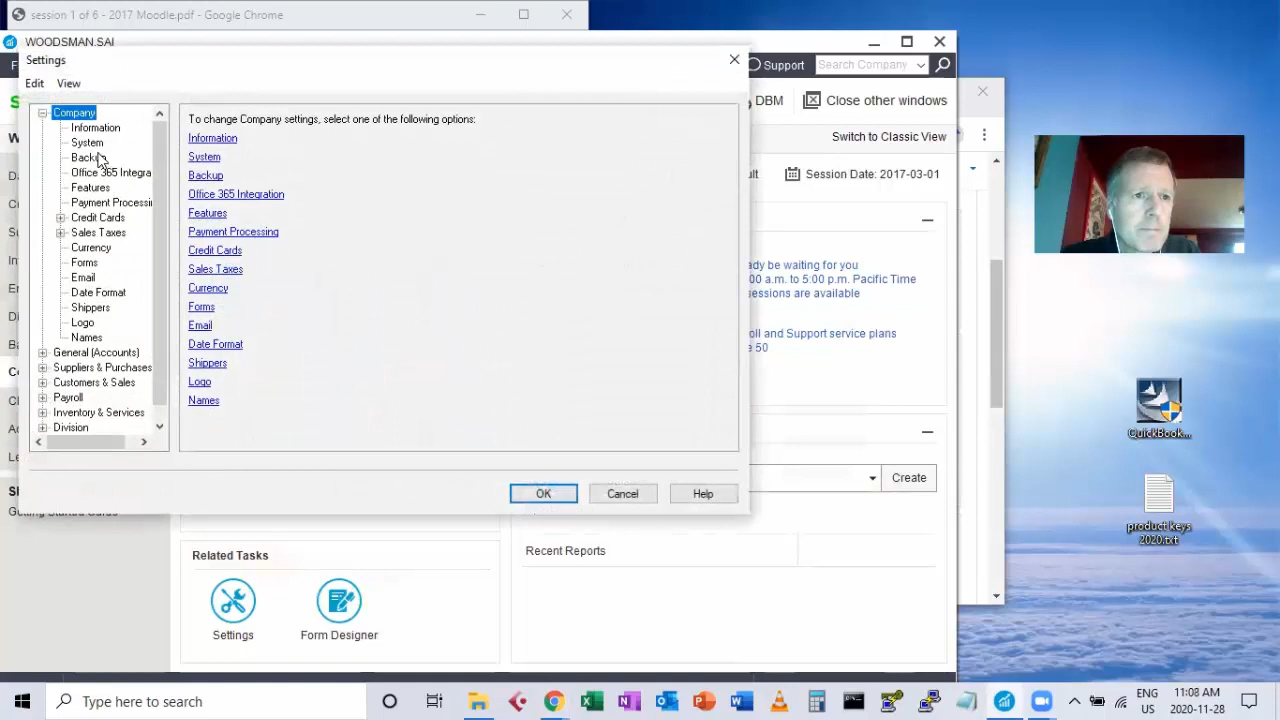 session 1 of 6 - 2017 Moodle.pdf - Google Chrome
WOODSMAN.SAI
Settings
Support
Search Company
Edit View
DBM
Close other windows
Switch to Classic View
Session Date: 2017-03-01
Company
Information
System
Office 365 Integra
Features
Payment Processi
Credit Cards
Sales Taxes
Currency
Forms
Email
Date Format
Shippers
Logo
Names
General (Accounts)
Suppliers & Purchases
Customers & Sales
Payroll
Inventory & Services
Division
To change Company settings, select one of the following options:
Information
System
Backup
Office 365 Integration
Features
Payment Processing
Credit Cards
Sales Taxes
Currency
Forms
Email
Date Format
Shippers
Logo
Names
OK Cancel Help
ady be waiting for you
00 a.m. to 5:00 p.m. Pacific Time
sessions are available
roll and Support service plans
e 50
Create
Related Tasks
Settings
Form Designer
Recent Reports
QuickBook...
product keys
2020.txt
Type here to search
ENG
US
11:08 AM
2020-11-28